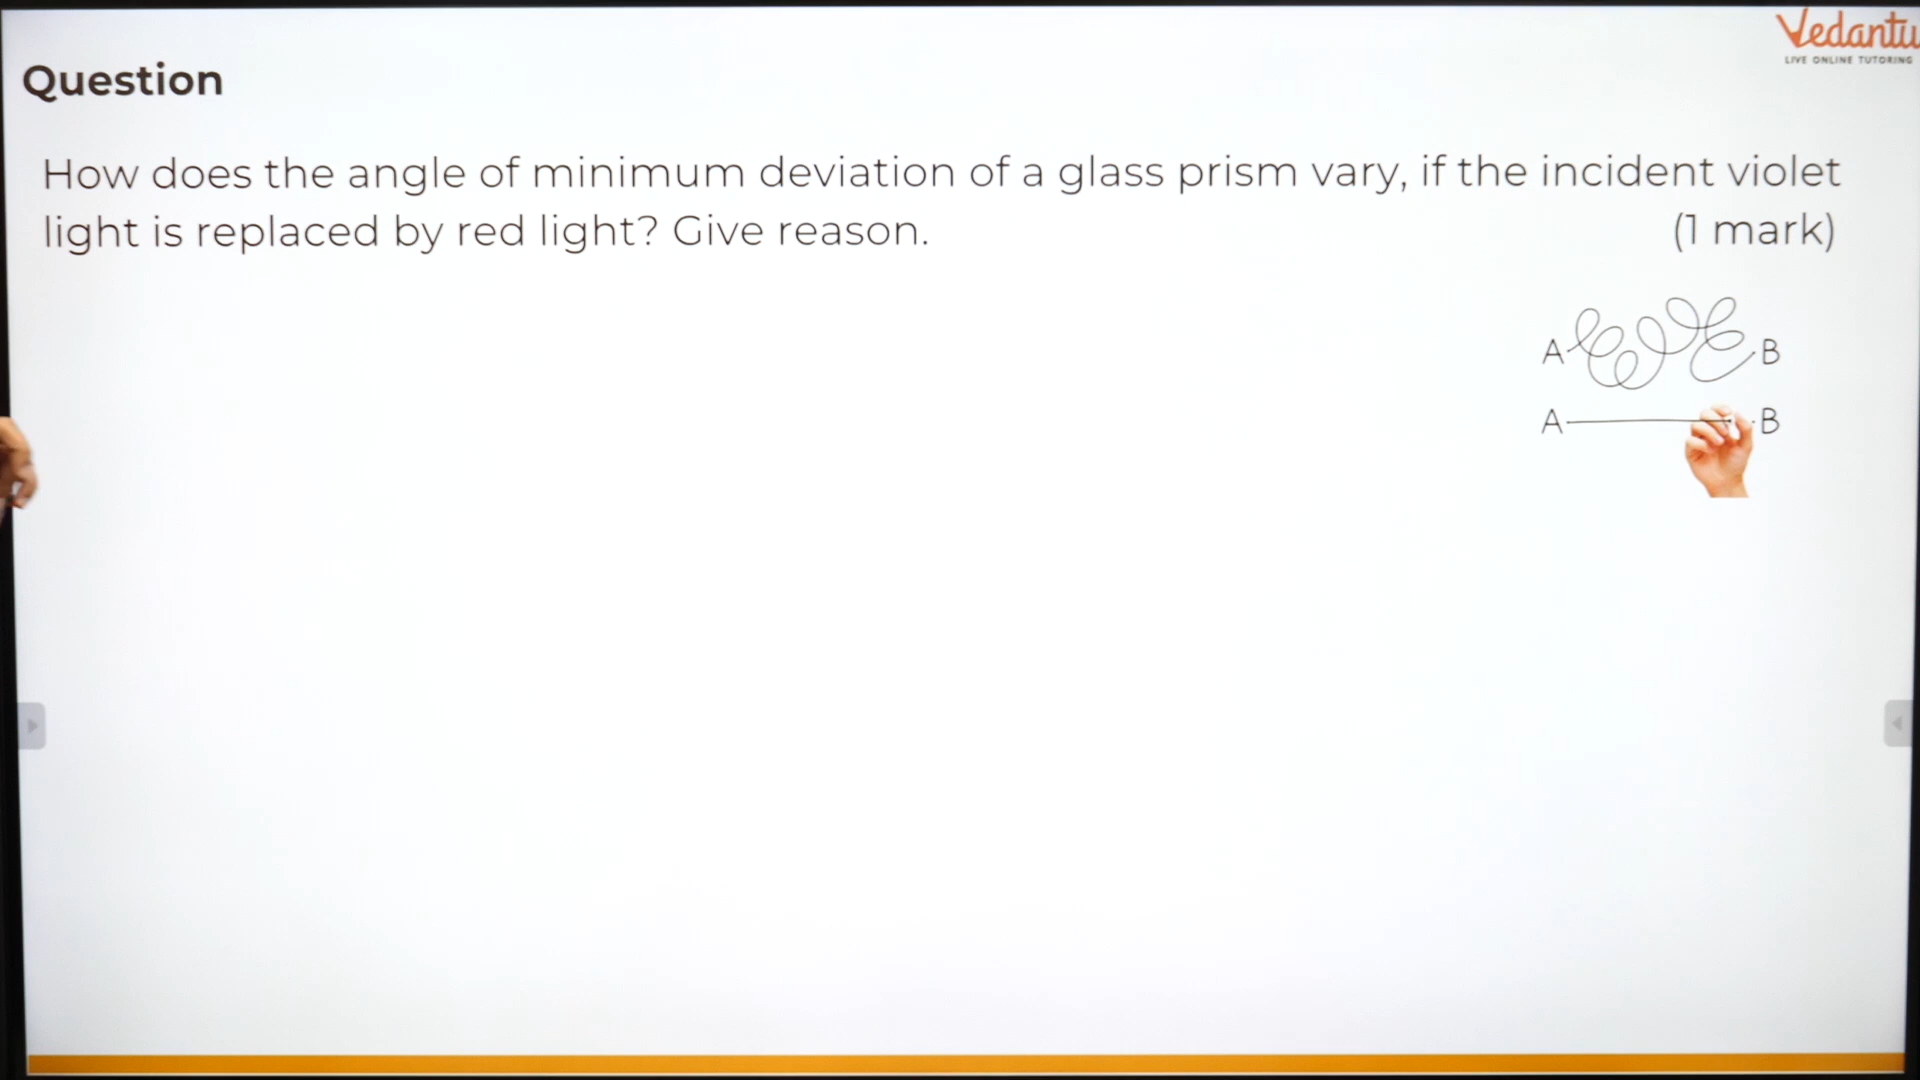 Vedantu
LIVE ONLINE TUTORING
Question
How does the angle of minimum deviation of a glass prism vary, if the incident violet
light is replaced by red light? Give reason.
(1 mark)
A B
A B